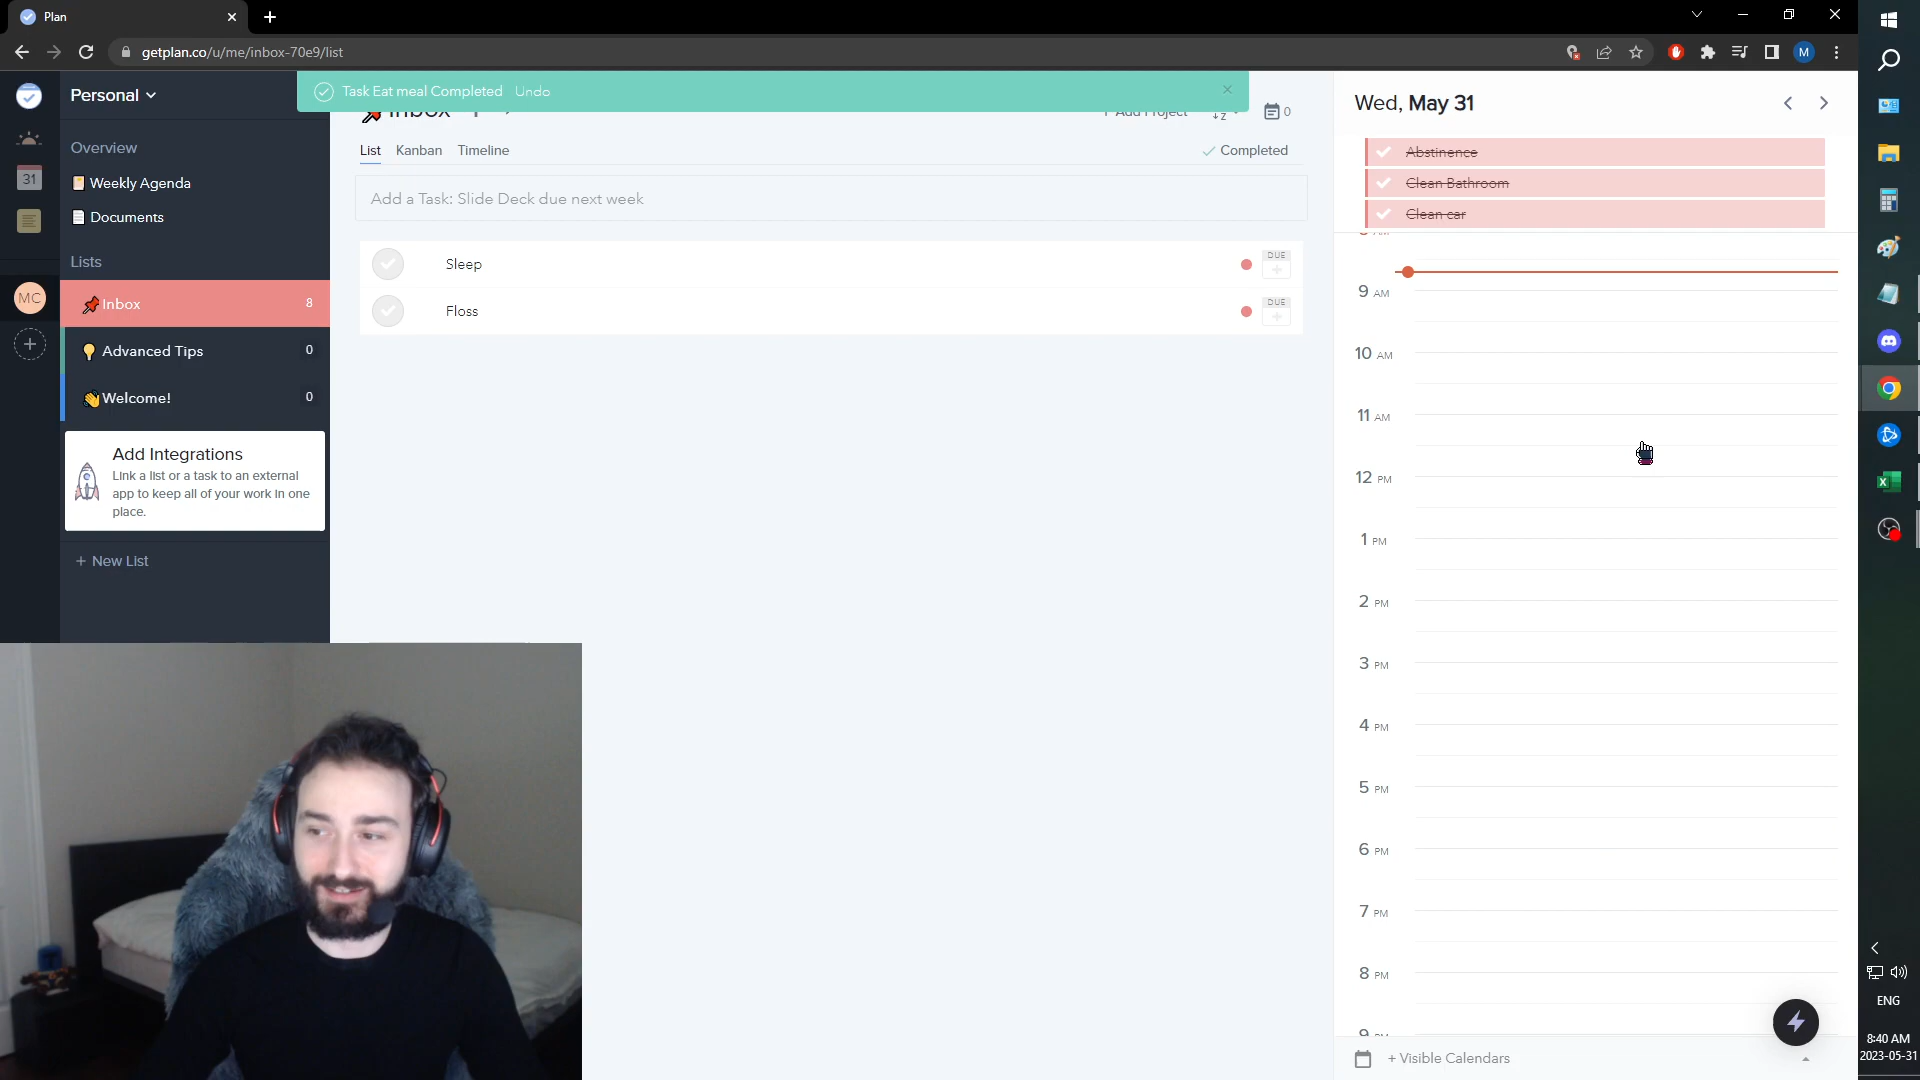 Plan
getplan.co/u/me/inbox-70e9/list
M
Personal
Overview
31
Weekly Agenda
Documents
Lists
MC
Inbox 8
Advanced Tips 0
Welcome! 0
Add Integrations
Link a list or a task to an external
app to keep all of your work in one
place.
+ New List
Task Eat meal Completed Undo
Inbox
+ Add Project
0
List Kanban Timeline
Completed
Add a Task: Slide Deck due next week
Sleep
DUE
Floss
DUE
Wed, May 31
Abstinence
Clean Bathroom
Clean car
9 AM
10 AM
11 AM
12 PM
1 PM
2 PM
3 PM
4 PM
5 PM
6 PM
7 PM
8 PM
9 PM
+ Visible Calendars
ENG
8:40 AM
2023-05-31